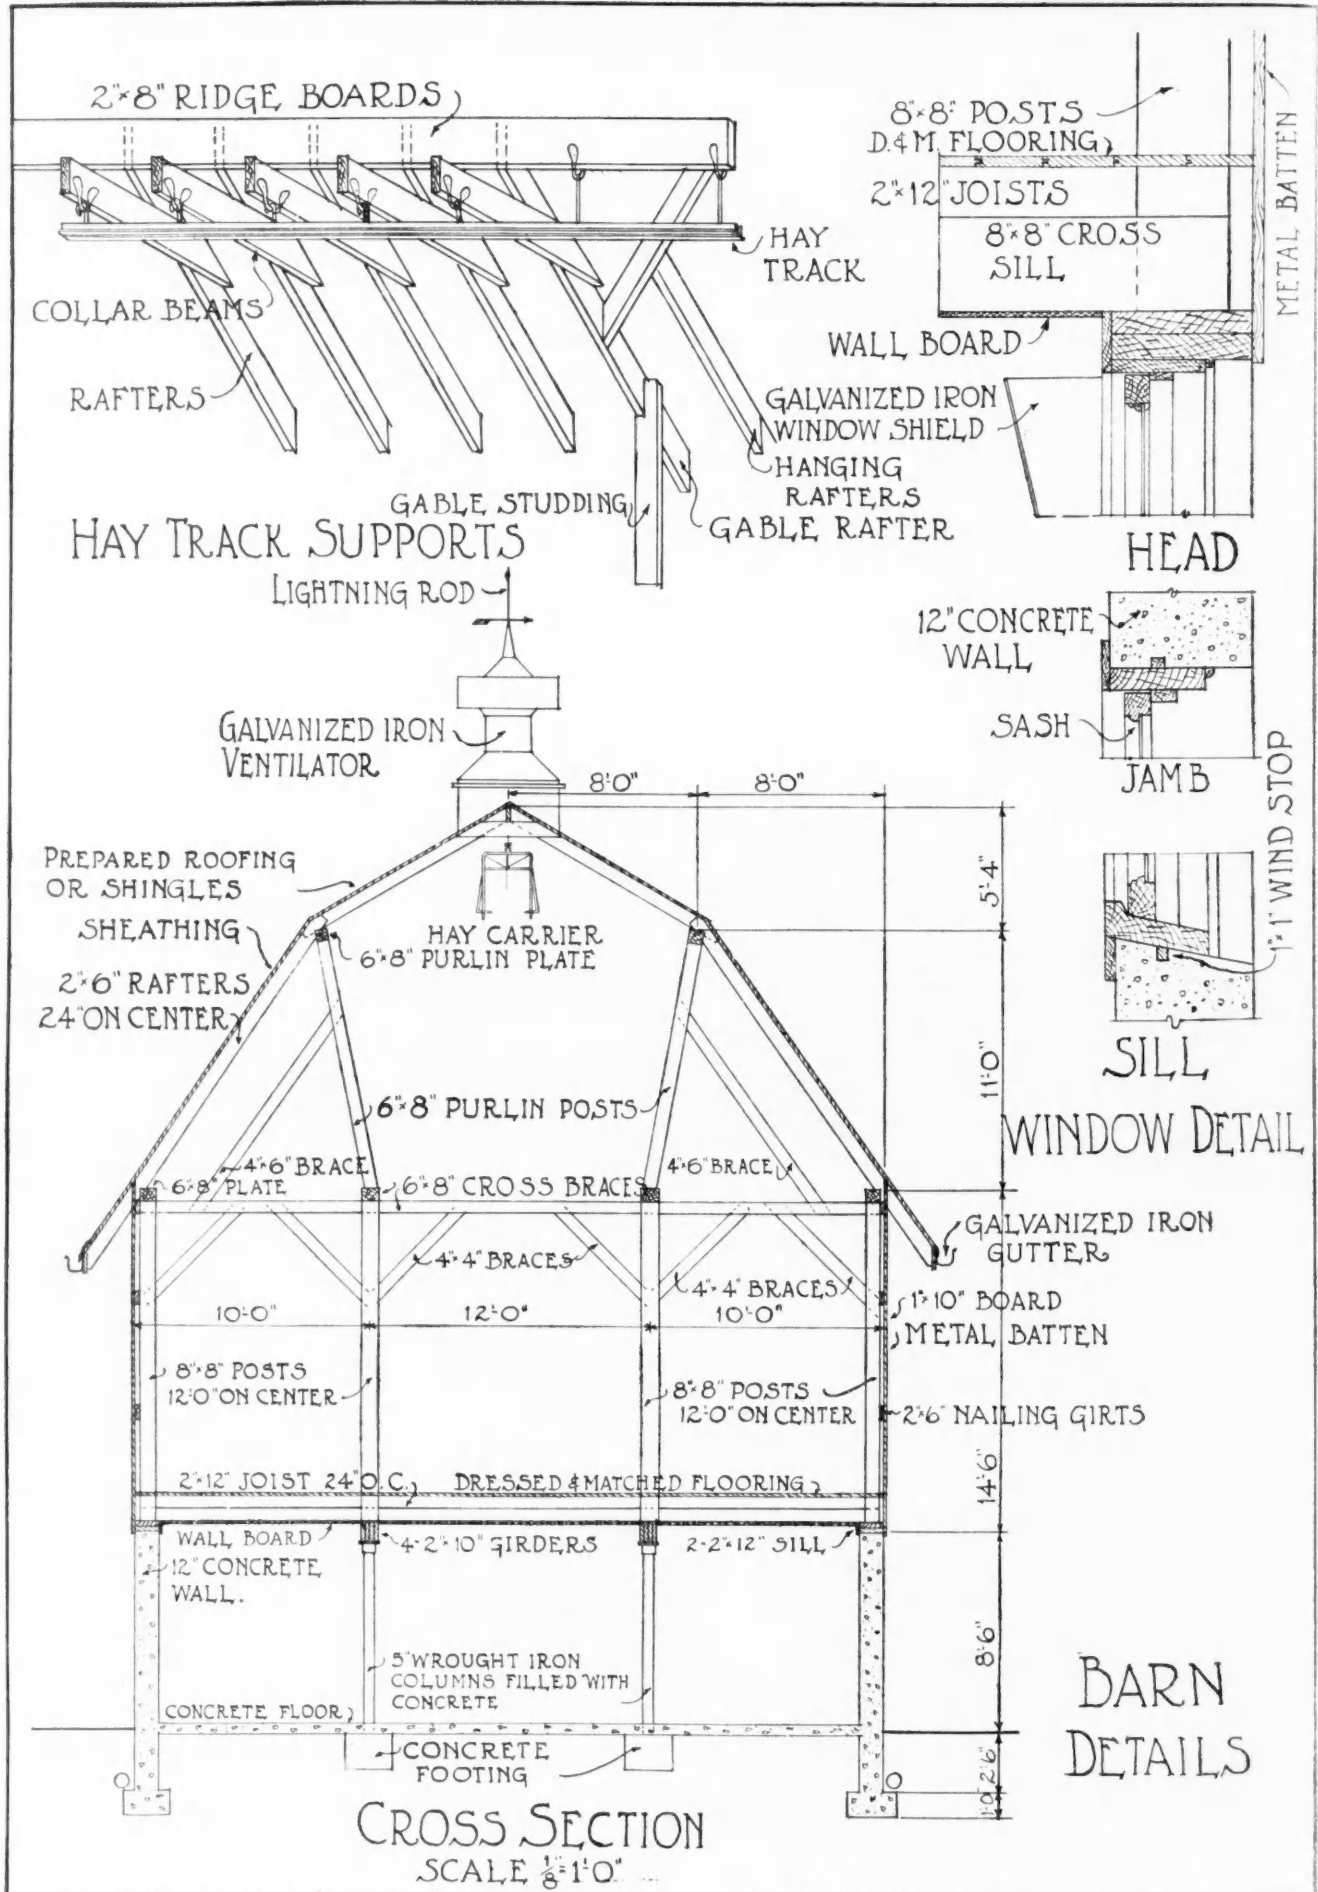 2"×8" RIDGE BOARDS
COLLAR BEAMS
RAFTERS
HAY
TRACK
HANGING
RAFTERS
GABLE STUDDING
GABLE RAFTER
HAY TRACK SUPPORTS
8"×8" POSTS
D.&M. FLOORING
2"×12" JOISTS
8"×8" CROSS
SILL
METAL BATTEN
WALL BOARD
GALVANIZED IRON
WINDOW SHIELD
HEAD
12" CONCRETE
WALL
SASH
JAMB
1"×1" WIND STOP
SILL
WINDOW DETAIL
LIGHTNING ROD
GALVANIZED IRON
VENTILATOR
8'-0"
8'-0"
PREPARED ROOFING
OR SHINGLES
SHEATHING
2"×6" RAFTERS
24" ON CENTER
HAY CARRIER
6"×8" PURLIN PLATE
5'-4"
11'-0"
6"×8" PURLIN POSTS
4"×6" BRACE
6"×8" PLATE
6"×8" CROSS BRACES
4"×6" BRACE
GALVANIZED IRON
GUTTER
4"×4" BRACES
4"×4" BRACES
10'-0"
12'-0"
10'-0"
1"×10" BOARD
METAL BATTEN
8"×8" POSTS
12'-0" ON CENTER
8"×8" POSTS
12'-0" ON CENTER
2"×6" NAILING GIRTS
2"×12" JOIST 24" O.C.
DRESSED & MATCHED FLOORING
14'-6"
WALL BOARD
4-2"×10" GIRDERS
2-2"×12" SILL
12" CONCRETE
WALL.
8'-6"
5" WROUGHT IRON
COLUMNS FILLED WITH
CONCRETE
CONCRETE FLOOR
CONCRETE
FOOTING
2'-6"
1'-0"
CROSS SECTION
SCALE 1/8"=1'-0"
BARN
DETAILS